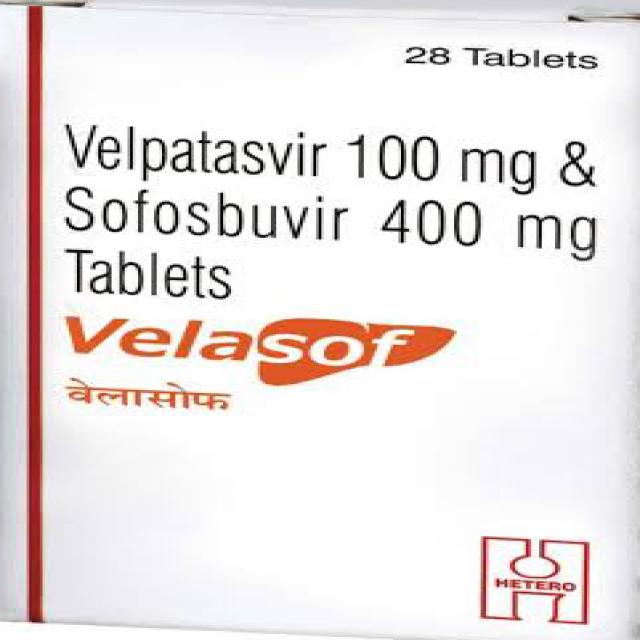 28 Tablets
Velpatasvir 100 mg &
Sofosbuvir 400 mg
Tablets
Velasof
वेलासोफ
HETERO